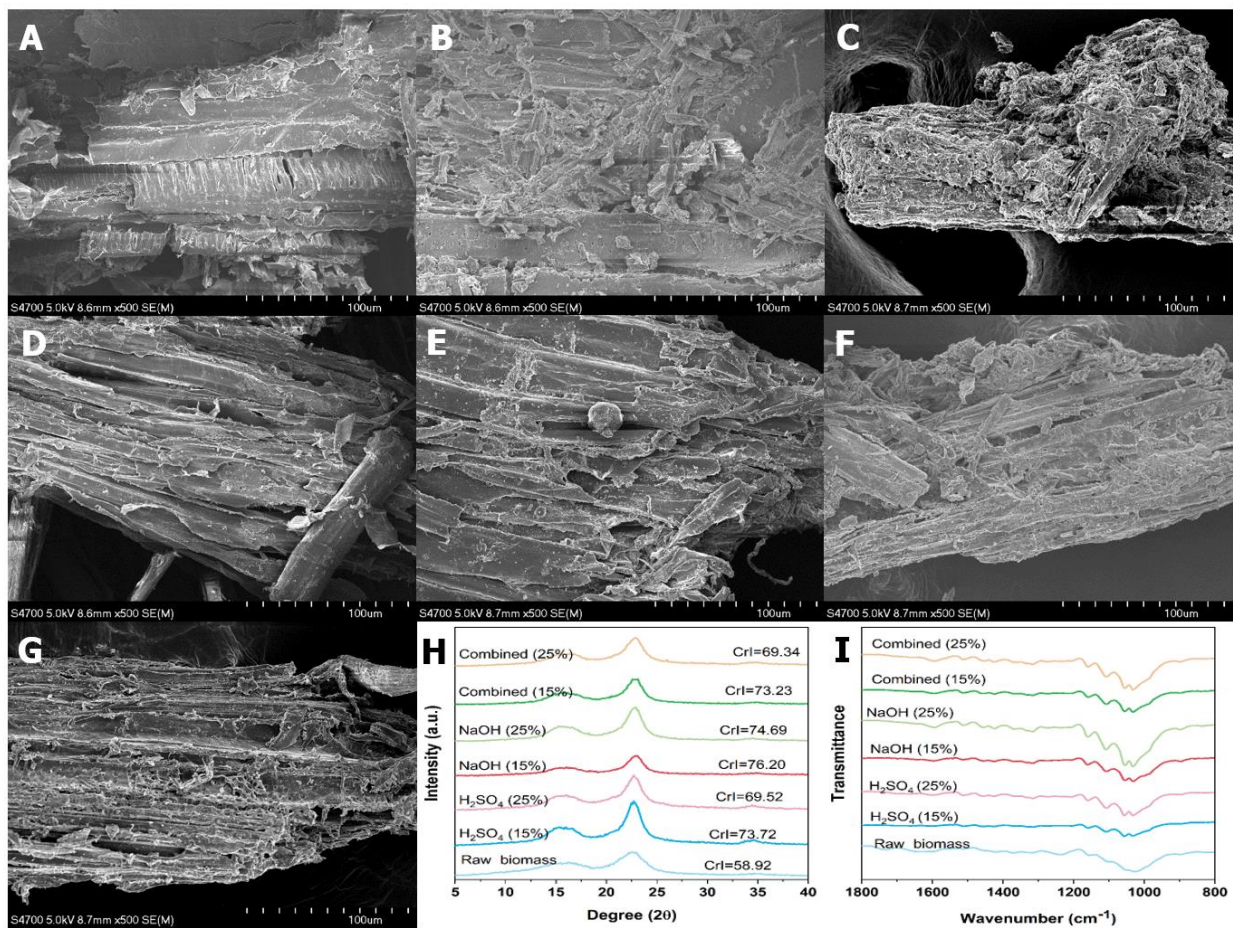 A
S4700 5.0kV 8.6mm x500 SE(M)
100um
B
S4700 5.0kV 8.6mm x500 SE(M)
100um
C
S4700 5.0kV 8.7mm x500 SE(M)
100um
D
S4700 5.0kV 8.6mm x500 SE(M)
100um
E
S4700 5.0kV 8.7mm x500 SE(M)
100um
F
S4700 5.0kV 8.7mm x500 SE(M)
100um
G
S4700 5.0kV 8.7mm x500 SE(M)
100um
H
Combined (25%) CrI=69.34
Combined (15%) CrI=73.23
NaOH (25%) CrI=74.69
NaOH (15%) CrI=76.20
H₂SO₄ (25%) CrI=69.52
H₂SO₄ (15%) CrI=73.72
Raw biomass CrI=58.92
Intensity (a.u.)
5 10 15 20 25 30 35 40
Degree (2θ)
I
Combined (25%)
Combined (15%)
NaOH (25%)
NaOH (15%)
H₂SO₄ (25%)
H₂SO₄ (15%)
Raw biomass
Transmittance
1800 1600 1400 1200 1000 800
Wavenumber (cm⁻¹)